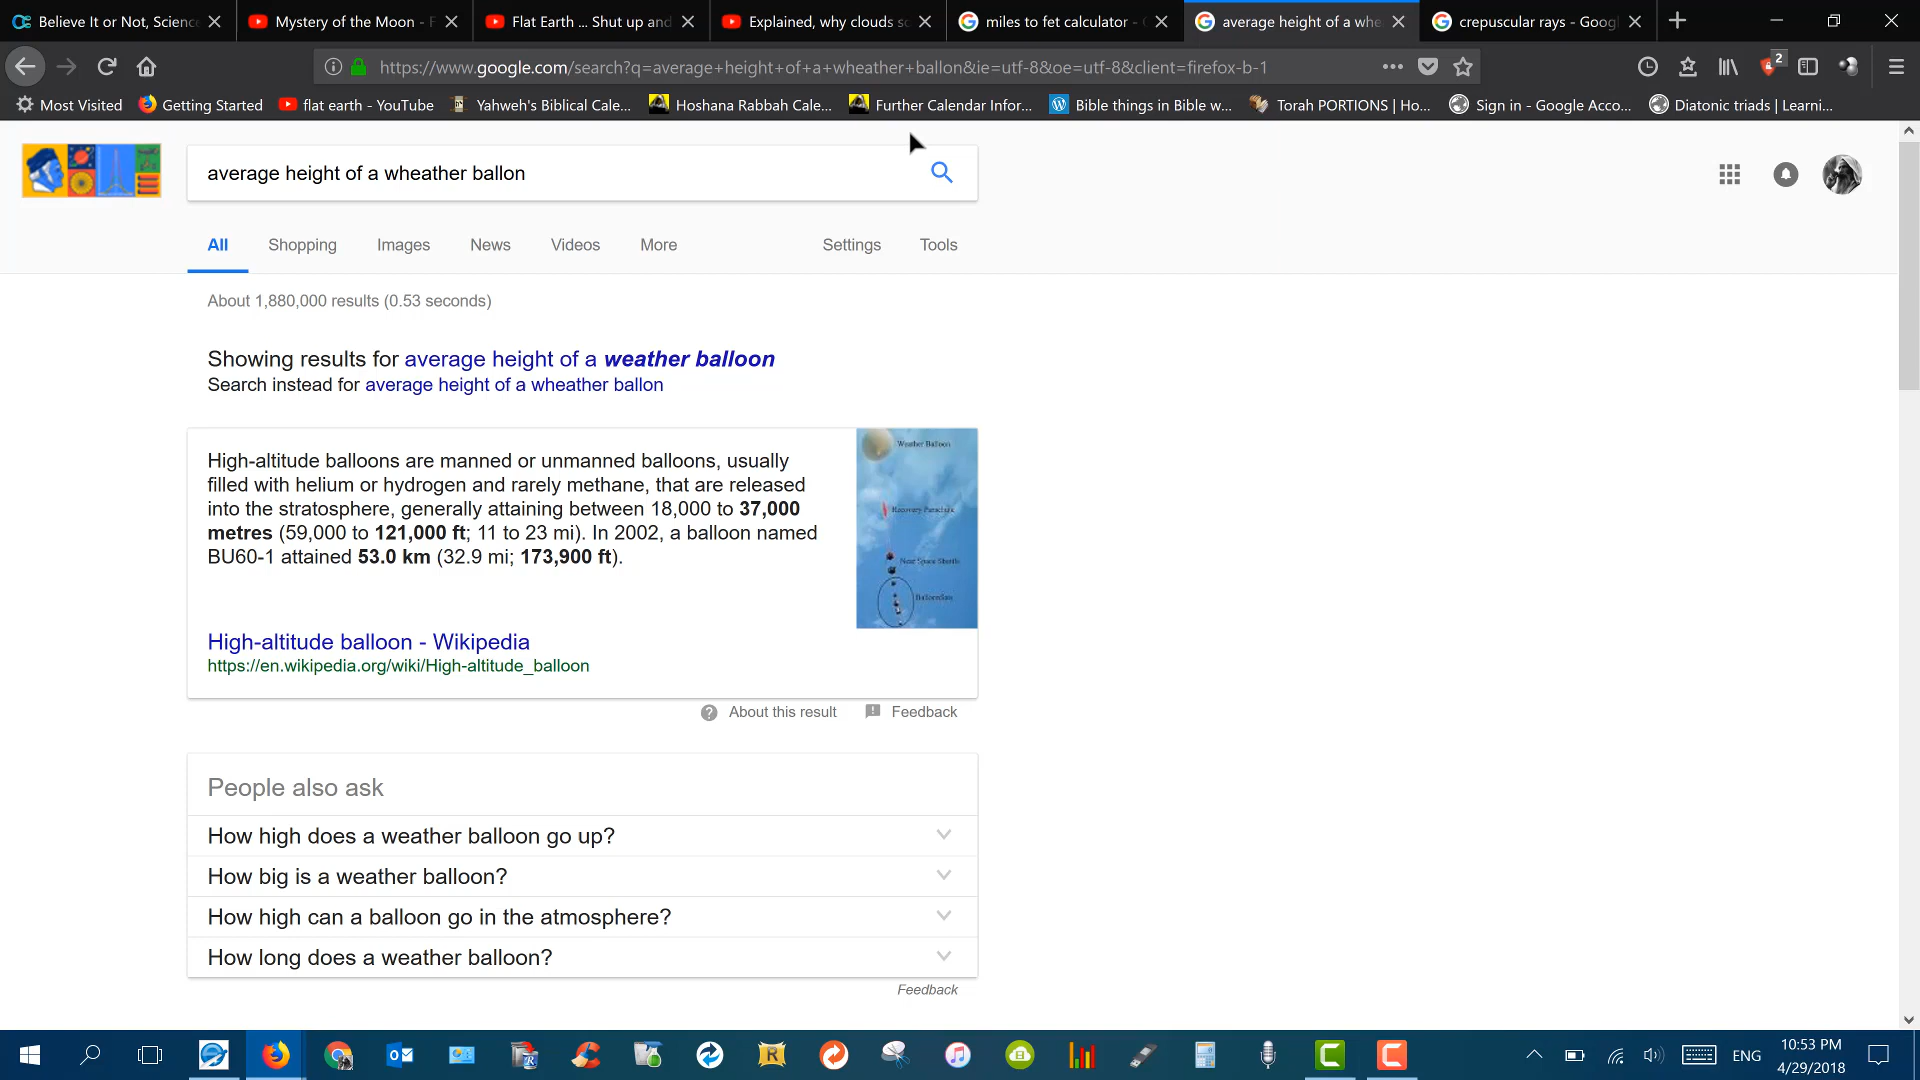 Believe It or Not, Science
Mystery of the Moon - F
Flat Earth ... Shut up and
Explained, why clouds sc
miles to fet calculator - G
average height of a whe
crepuscular rays - Googl
https://www.google.com/search?q=average+height+of+a+wheather+ballon&ie=utf-8&oe=utf-8&client=firefox-b-1
2
Most Visited
Getting Started
flat earth - YouTube
Yahweh's Biblical Cale...
Hoshana Rabbah Cale...
Further Calendar Infor...
Bible things in Bible w...
Torah PORTIONS | Ho...
Sign in - Google Acco...
Diatonic triads | Learni...
average height of a wheather ballon
All Shopping Images News Videos More Settings Tools
About 1,880,000 results (0.53 seconds)
Showing results for average height of a weather balloon
Search instead for average height of a wheather ballon
High-altitude balloons are manned or unmanned balloons, usually
filled with helium or hydrogen and rarely methane, that are released
into the stratosphere, generally attaining between 18,000 to 37,000
metres (59,000 to 121,000 ft; 11 to 23 mi). In 2002, a balloon named
BU60-1 attained 53.0 km (32.9 mi; 173,900 ft).
Weather Balloon
Recovery Parachute
Near Space Shuttle
High-altitude balloon - Wikipedia
https://en.wikipedia.org/wiki/High-altitude_balloon
About this result Feedback
People also ask
How high does a weather balloon go up?
How big is a weather balloon?
How high can a balloon go in the atmosphere?
How long does a weather balloon?
Feedback
ENG
10:53 PM
4/29/2018